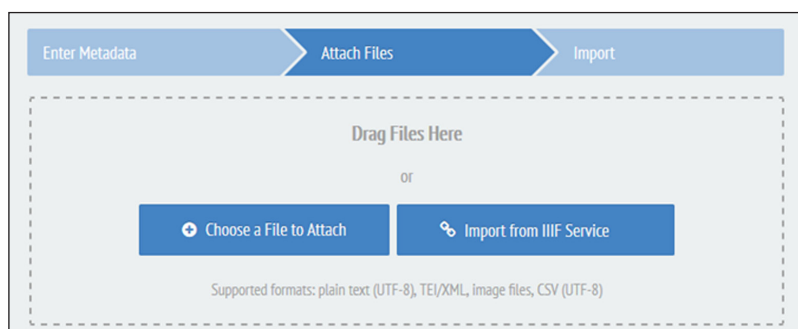 Enter Metadata Attach Files Import
Drag Files Here
or
Choose a File to Attach Import from IIIF Service
Supported formats: plain text (UTF-8), TEI/XML, image files, CSV (UTF-8)